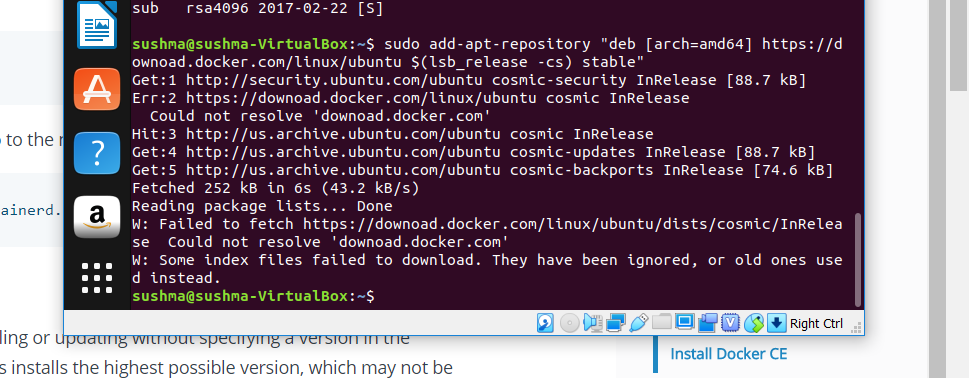 sub   rsa4096 2017-02-22 [S]
sushma@sushma-VirtualBox:~$ sudo add-apt-repository "deb [arch=amd64] https://d
ownoad.docker.com/linux/ubuntu $(lsb_release -cs) stable"
Get:1 http://security.ubuntu.com/ubuntu cosmic-security InRelease [88.7 kB]
Err:2 https://downoad.docker.com/linux/ubuntu cosmic InRelease
  Could not resolve 'downoad.docker.com'
Hit:3 http://us.archive.ubuntu.com/ubuntu cosmic InRelease
Get:4 http://us.archive.ubuntu.com/ubuntu cosmic-updates InRelease [88.7 kB]
Get:5 http://us.archive.ubuntu.com/ubuntu cosmic-backports InRelease [74.6 kB]
Fetched 252 kB in 6s (43.2 kB/s)
Reading package lists... Done
W: Failed to fetch https://downoad.docker.com/linux/ubuntu/dists/cosmic/InRelea
se  Could not resolve 'downoad.docker.com'
W: Some index files failed to download. They have been ignored, or old ones use
d instead.
sushma@sushma-VirtualBox:~$
to the
ainerd.
Right Ctrl
ling or updating without specifying a version in the
s installs the highest possible version, which may not be
Install Docker CE